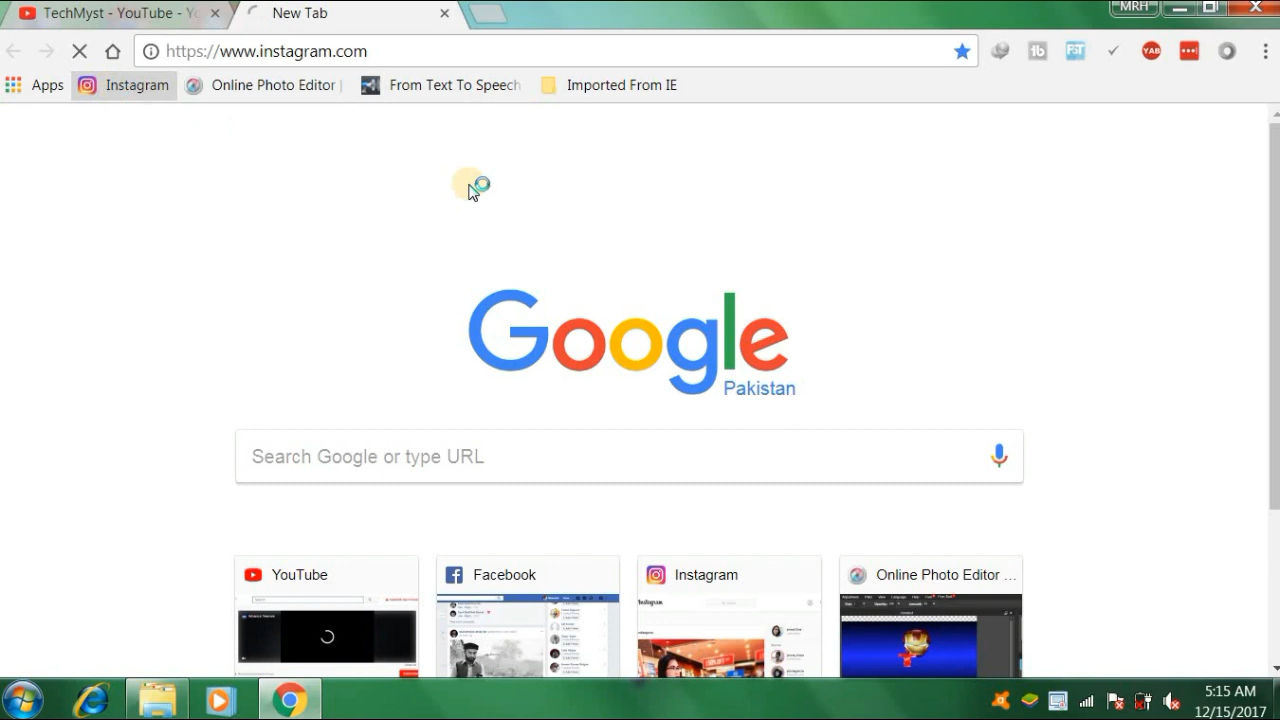 TechMyst - YouTube - Yo
New Tab
MRH
https://www.instagram.com
Apps
Instagram
Online Photo Editor |
From Text To Speech
Imported From IE
Google
Pakistan
Search Google or type URL
YouTube
Facebook
Instagram
Online Photo Editor ...
5:15 AM
12/15/2017